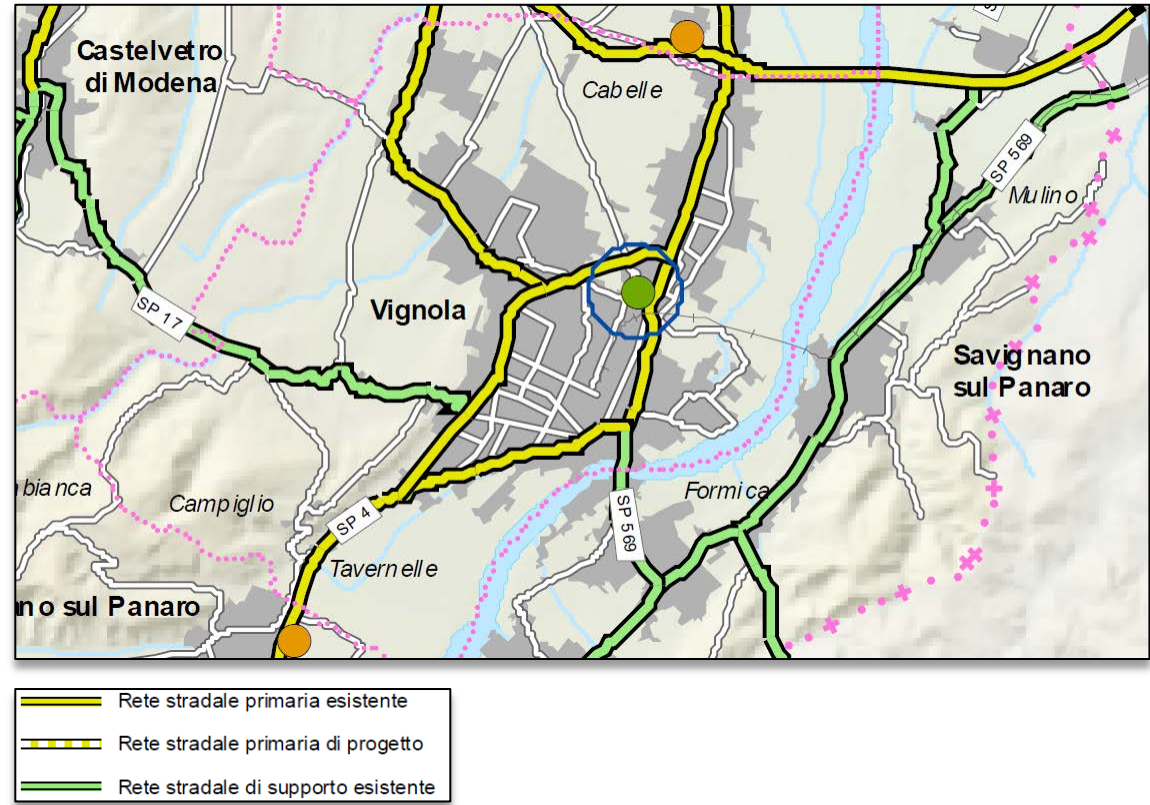 Castelvetro
di Modena
Cabelle
S
SP 569
Mulino
SP 17
Vignola
Savignano
sul Panaro
bianca
Campiglio
SP 4
SP 569
Formica
Tavernelle
no sul Panaro
Rete stradale primaria esistente
Rete stradale primaria di progetto
Rete stradale di supporto esistente